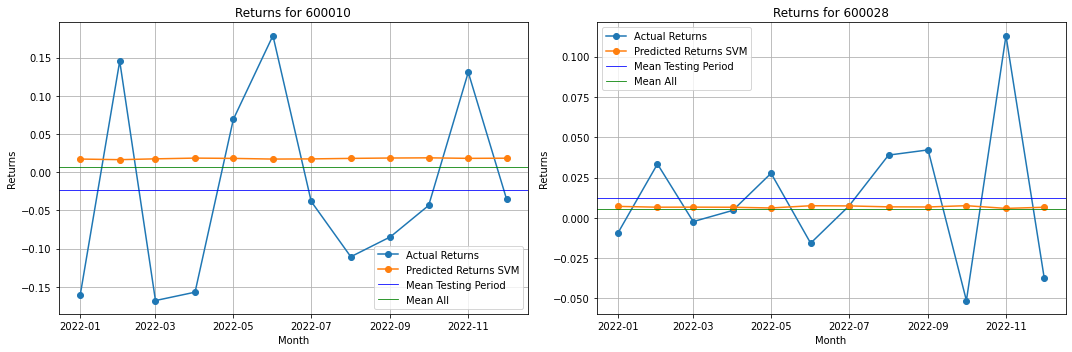 Returns for 600010
Returns
0.15
0.10
0.05
0.00
−0.05
−0.10
−0.15
Actual Returns
Predicted Returns SVM
Mean Testing Period
Mean All
2022-01 2022-03 2022-05 2022-07 2022-09 2022-11
Month
Returns for 600028
Returns
0.100
0.075
0.050
0.025
0.000
−0.025
−0.050
Actual Returns
Predicted Returns SVM
Mean Testing Period
Mean All
2022-01 2022-03 2022-05 2022-07 2022-09 2022-11
Month